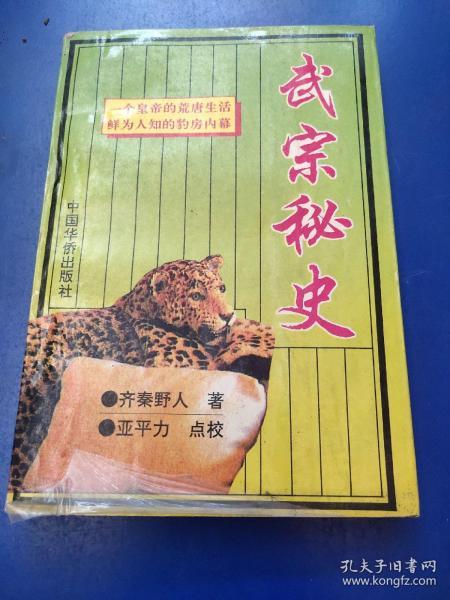 武宗秘史
一个皇帝的荒唐生活
鲜为人知的豹房内幕
中国华侨出版社
●齐秦野人 著
●亚平力 点校
孔夫子旧书网
www.kongfz.com